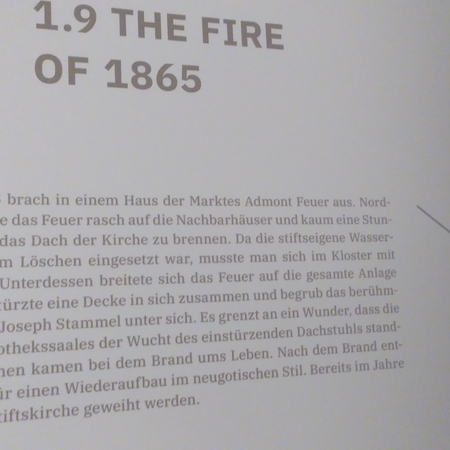 1.9 THE FIRE
OF 1865
brach in einem Haus der Marktes Admont Feuer aus. Nord-
das Feuer rasch auf die Nachbarhäuser und kaum eine Stun-
das Dach der Kirche zu brennen. Da die stiftseigene Wasser-
m Löschen eingesetzt war, musste man sich im Kloster mit
Unterdessen breitete sich das Feuer auf die gesamte Anlage
türzte eine Decke in sich zusammen und begrub das berühm-
Joseph Stammel unter sich. Es grenzt an ein Wunder, dass die
othekssaales der Wucht des einstürzenden Dachstuhls stand-
hen kamen bei dem Brand ums Leben. Nach dem Brand ent-
ür einen Wiederaufbau im neugotischen Stil. Bereits im Jahre
tiftskirche geweiht werden.